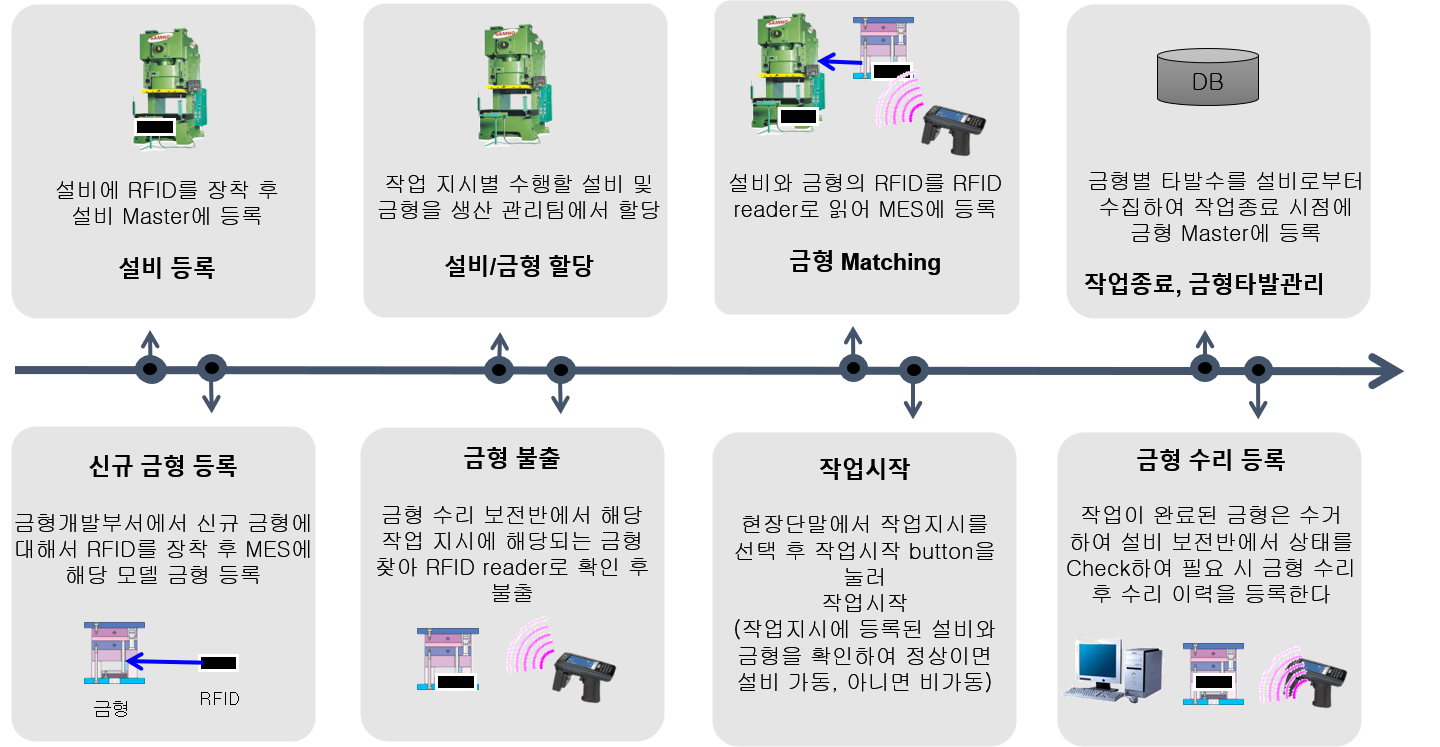 SAMHO
설비에 RFID를 장착 후
설비 Master에 등록
설비 등록
SAMHO
작업 지시별 수행할 설비 및
금형을 생산 관리팀에서 할당
설비/금형 할당
SAMHO
설비와 금형의 RFID를 RFID
reader로 읽어 MES에 등록
금형 Matching
DB
금형별 타발수를 설비로부터
수집하여 작업종료 시점에
금형 Master에 등록
작업종료, 금형타발관리
신규 금형 등록
금형개발부서에서 신규 금형에
대해서 RFID를 장착 후 MES에
해당 모델 금형 등록
금형
RFID
금형 불출
금형 수리 보전반에서 해당
작업 지시에 해당되는 금형
찾아 RFID reader로 확인 후
불출
작업시작
현장단말에서 작업지시를
선택 후 작업시작 button을
눌러
작업시작
(작업지시에 등록된 설비와
금형을 확인하여 정상이면
설비 가동, 아니면 비가동)
금형 수리 등록
작업이 완료된 금형은 수거
하여 설비 보전반에서 상태를
Check하여 필요 시 금형 수리
후 수리 이력을 등록한다